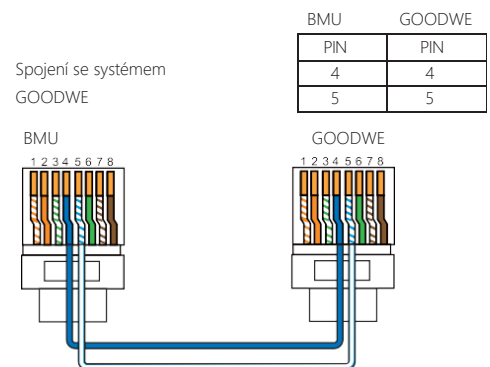 BMU GOODWE
PIN PIN
4 4
5 5
Spojení se systémem
GOODWE
BMU GOODWE
1 2 3 4 5 6 7 8 1 2 3 4 5 6 7 8